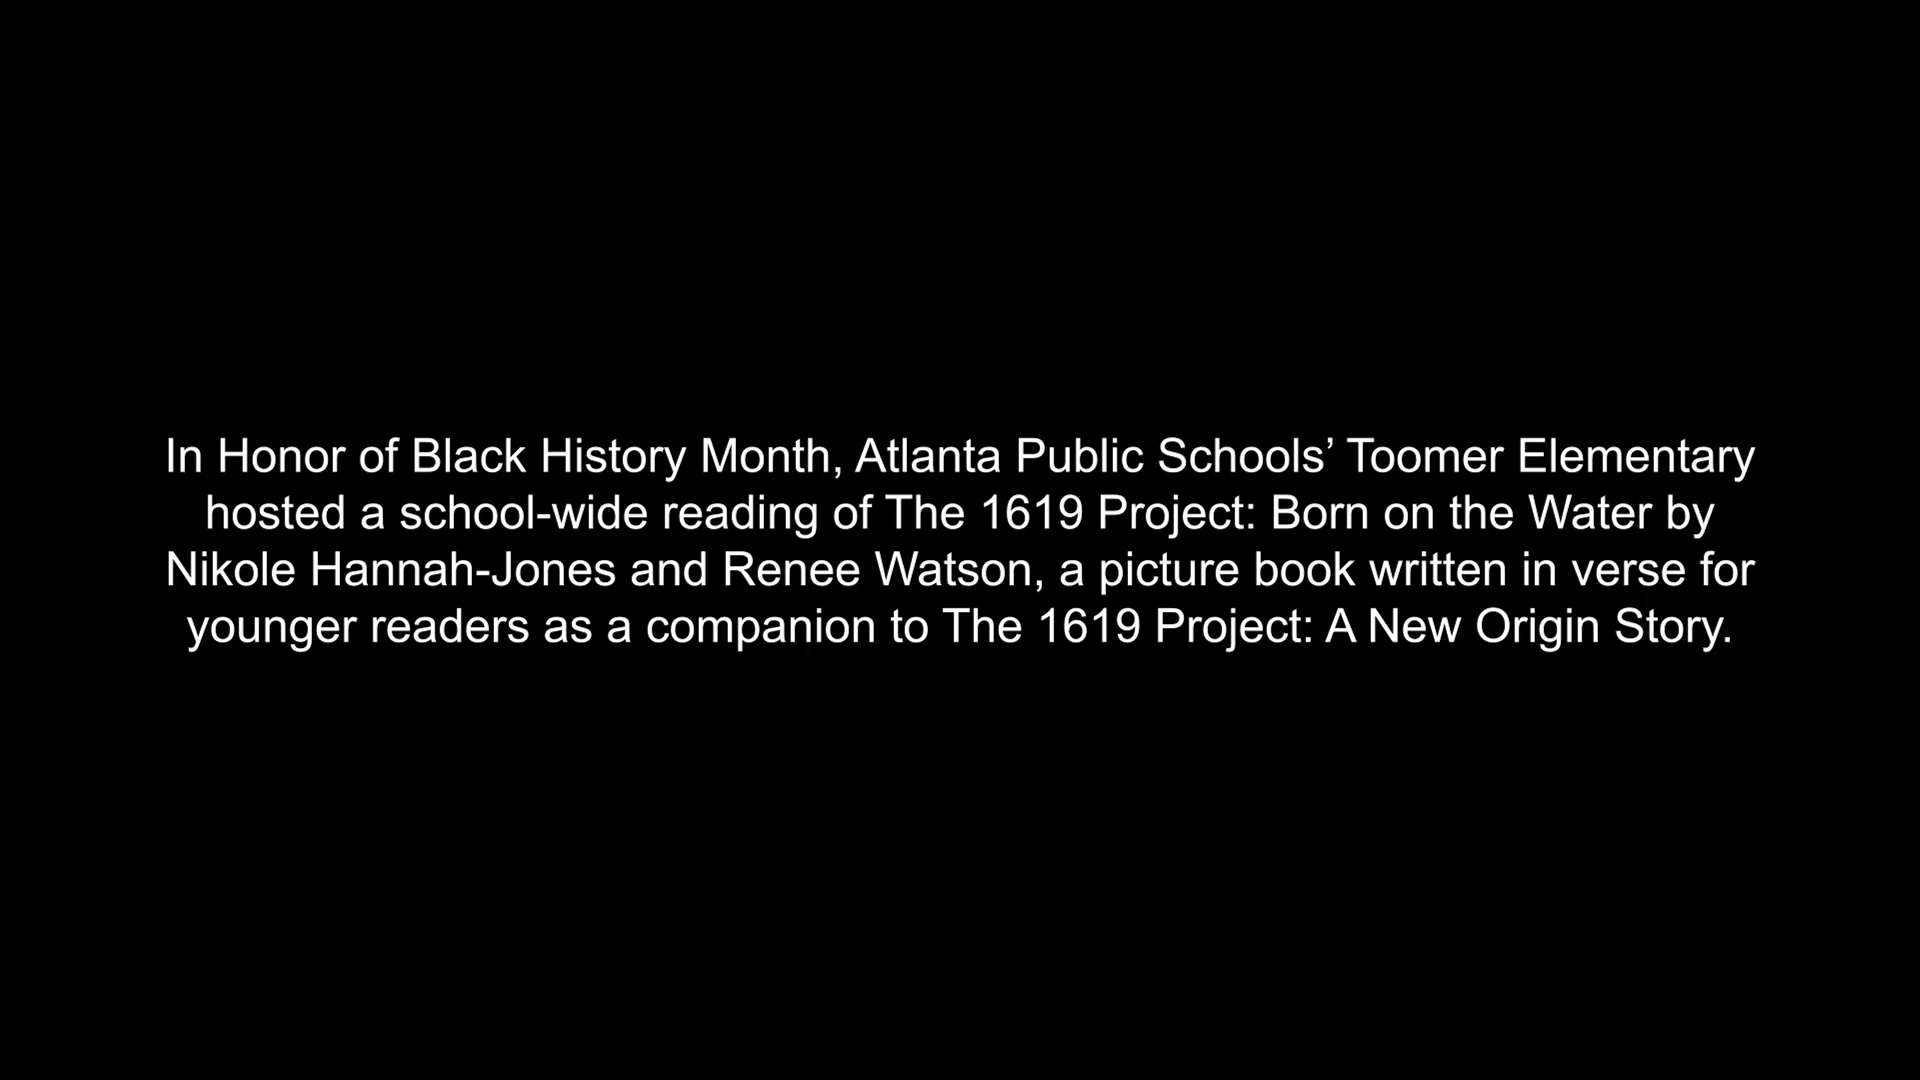 In Honor of Black History Month, Atlanta Public Schools’ Toomer Elementary
hosted a school-wide reading of The 1619 Project: Born on the Water by
Nikole Hannah-Jones and Renee Watson, a picture book written in verse for
younger readers as a companion to The 1619 Project: A New Origin Story.